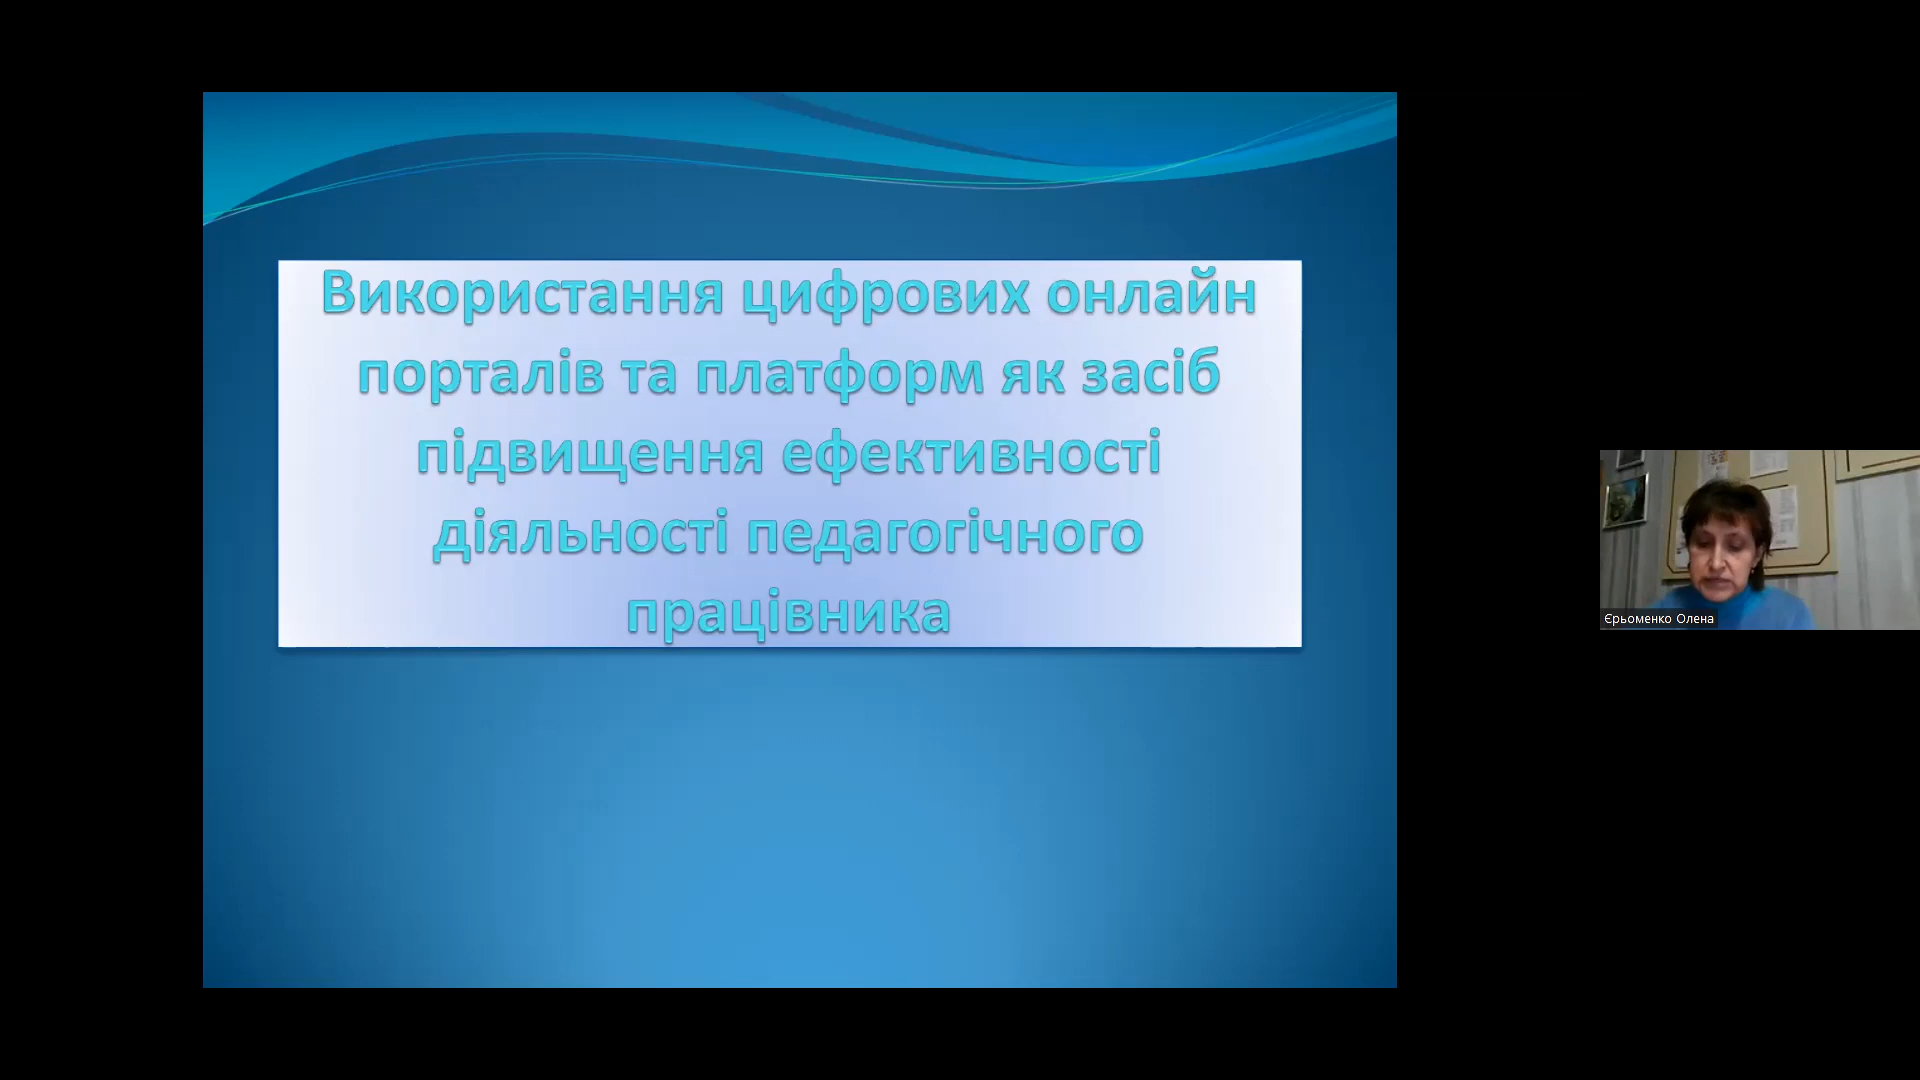 Використання цифрових онлайн
порталів та платформ як засіб
підвищення ефективності
діяльності педагогічного
працівника
Єрьоменко Олена